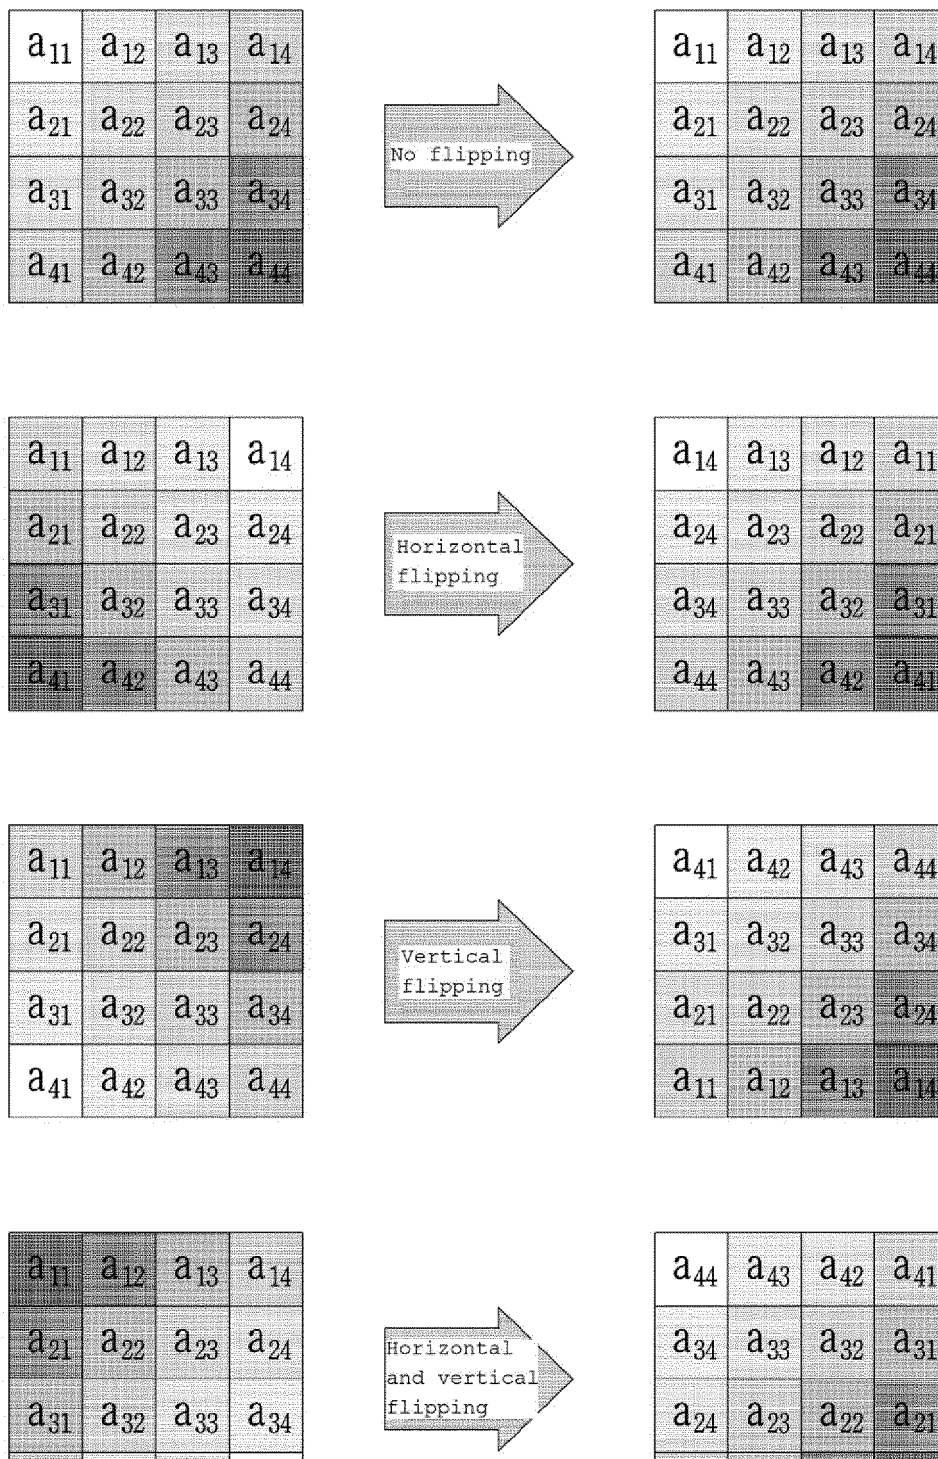 a11 a12 a13 a14 a11 a12 a13 a14
a21 a22 a23 a24 a21 a22 a23 a24
No flipping
a31 a32 a33 a34 a31 a32 a33 a34
a41 a42 a43 a44 a41 a42 a43 a44
a11 a12 a13 a14 a14 a13 a12 a11
a21 a22 a23 a24 a24 a23 a22 a21
Horizontal
flipping
a31 a32 a33 a34 a34 a33 a32 a31
a41 a42 a43 a44 a44 a43 a42 a41
a11 a12 a13 a14 a41 a42 a43 a44
a21 a22 a23 a24 a31 a32 a33 a34
Vertical
flipping
a31 a32 a33 a34 a21 a22 a23 a24
a41 a42 a43 a44 a11 a12 a13 a14
a11 a12 a13 a14 a44 a43 a42 a41
a21 a22 a23 a24 a34 a33 a32 a31
Horizontal
and vertical
flipping
a31 a32 a33 a34 a24 a23 a22 a21